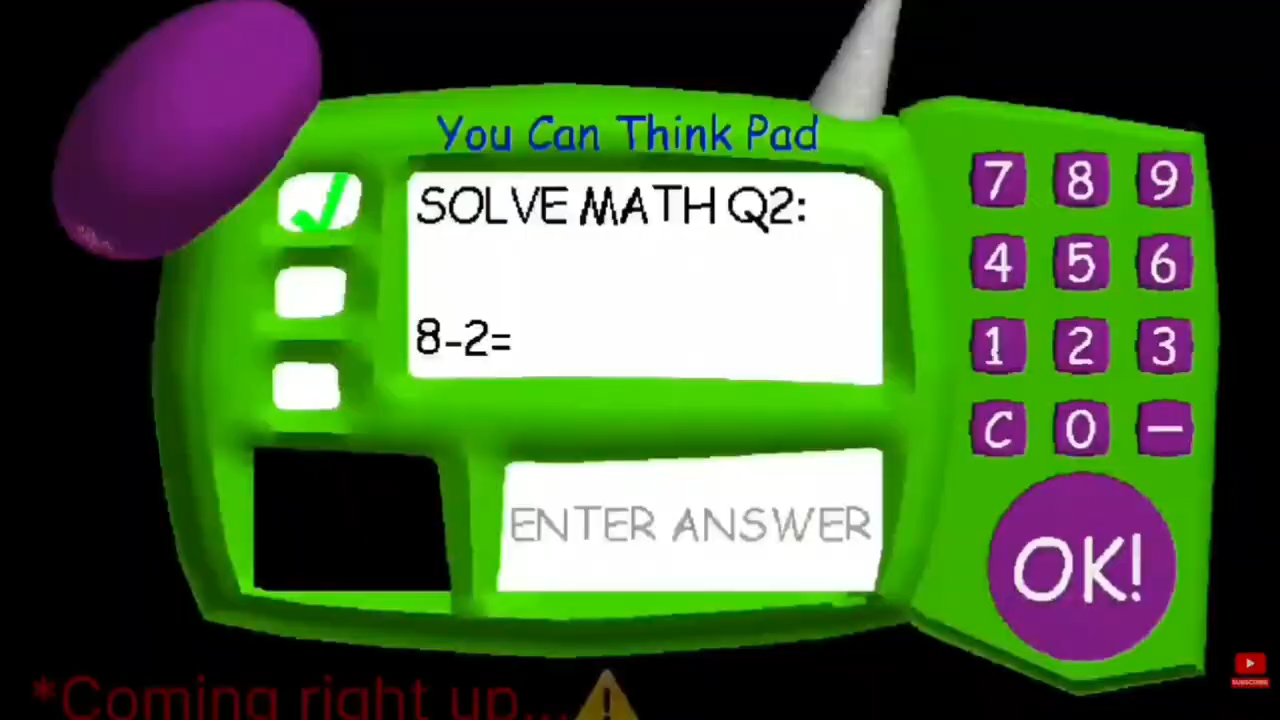 You Can Think Pad
SOLVE MATH Q2:
8-2=
ENTER ANSWER
7 8 9
4 5 6
1 2 3
C 0 −
OK!
*Coming right up...
SUBSCRIBE